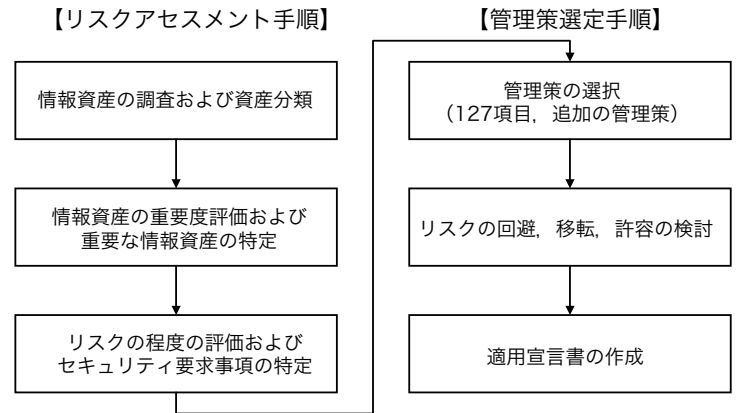 【リスクアセスメント手順】
情報資産の調査および資産分類
情報資産の重要度評価および
重要な情報資産の特定
リスクの程度の評価および
セキュリティ要求事項の特定
【管理策選定手順】
管理策の選択
（127項目，追加の管理策）
リスクの回避，移転，許容の検討
適用宣言書の作成